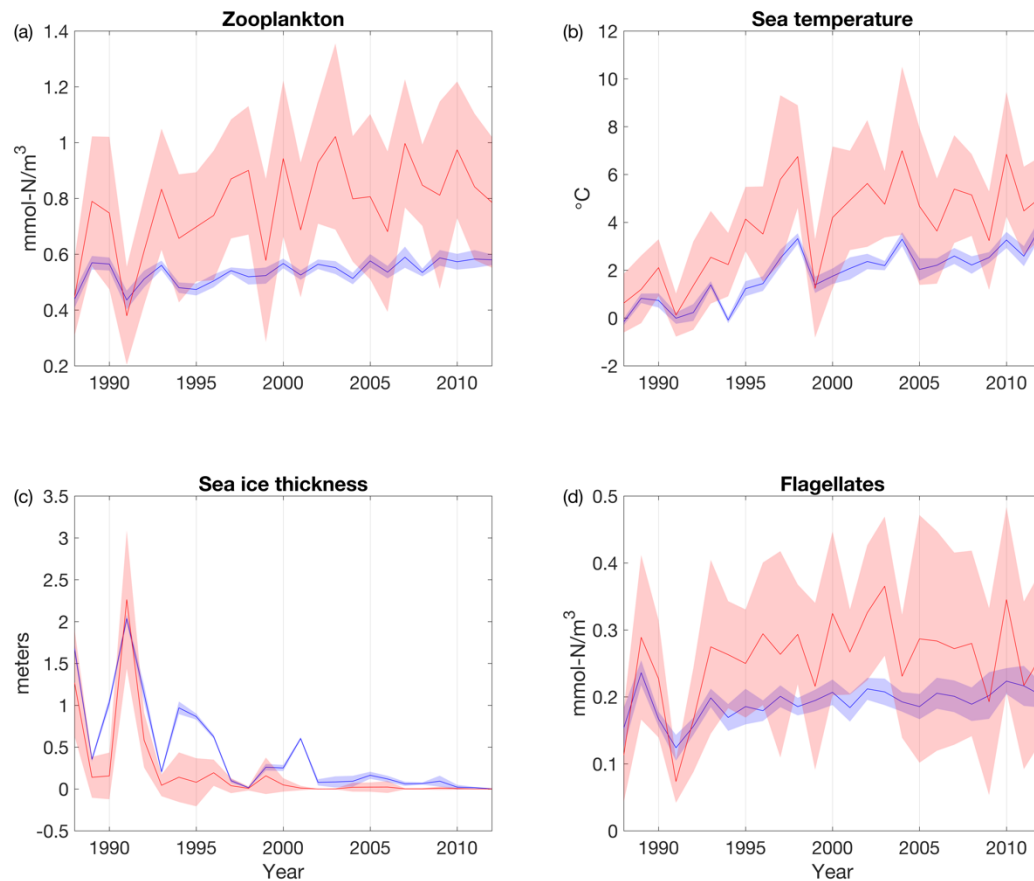 (a) Zooplankton
1.4
1.2
1
0.8
0.6
0.4
0.2
mmol-N/m³
1990 1995 2000 2005 2010
(b) Sea temperature
12
10
8
6
4
2
0
-2
°C
1990 1995 2000 2005 2010
(c) Sea ice thickness
3.5
3
2.5
2
1.5
1
0.5
0
-0.5
meters
1990 1995 2000 2005 2010
Year
(d) Flagellates
0.5
0.4
0.3
0.2
0.1
0
mmol-N/m³
1990 1995 2000 2005 2010
Year